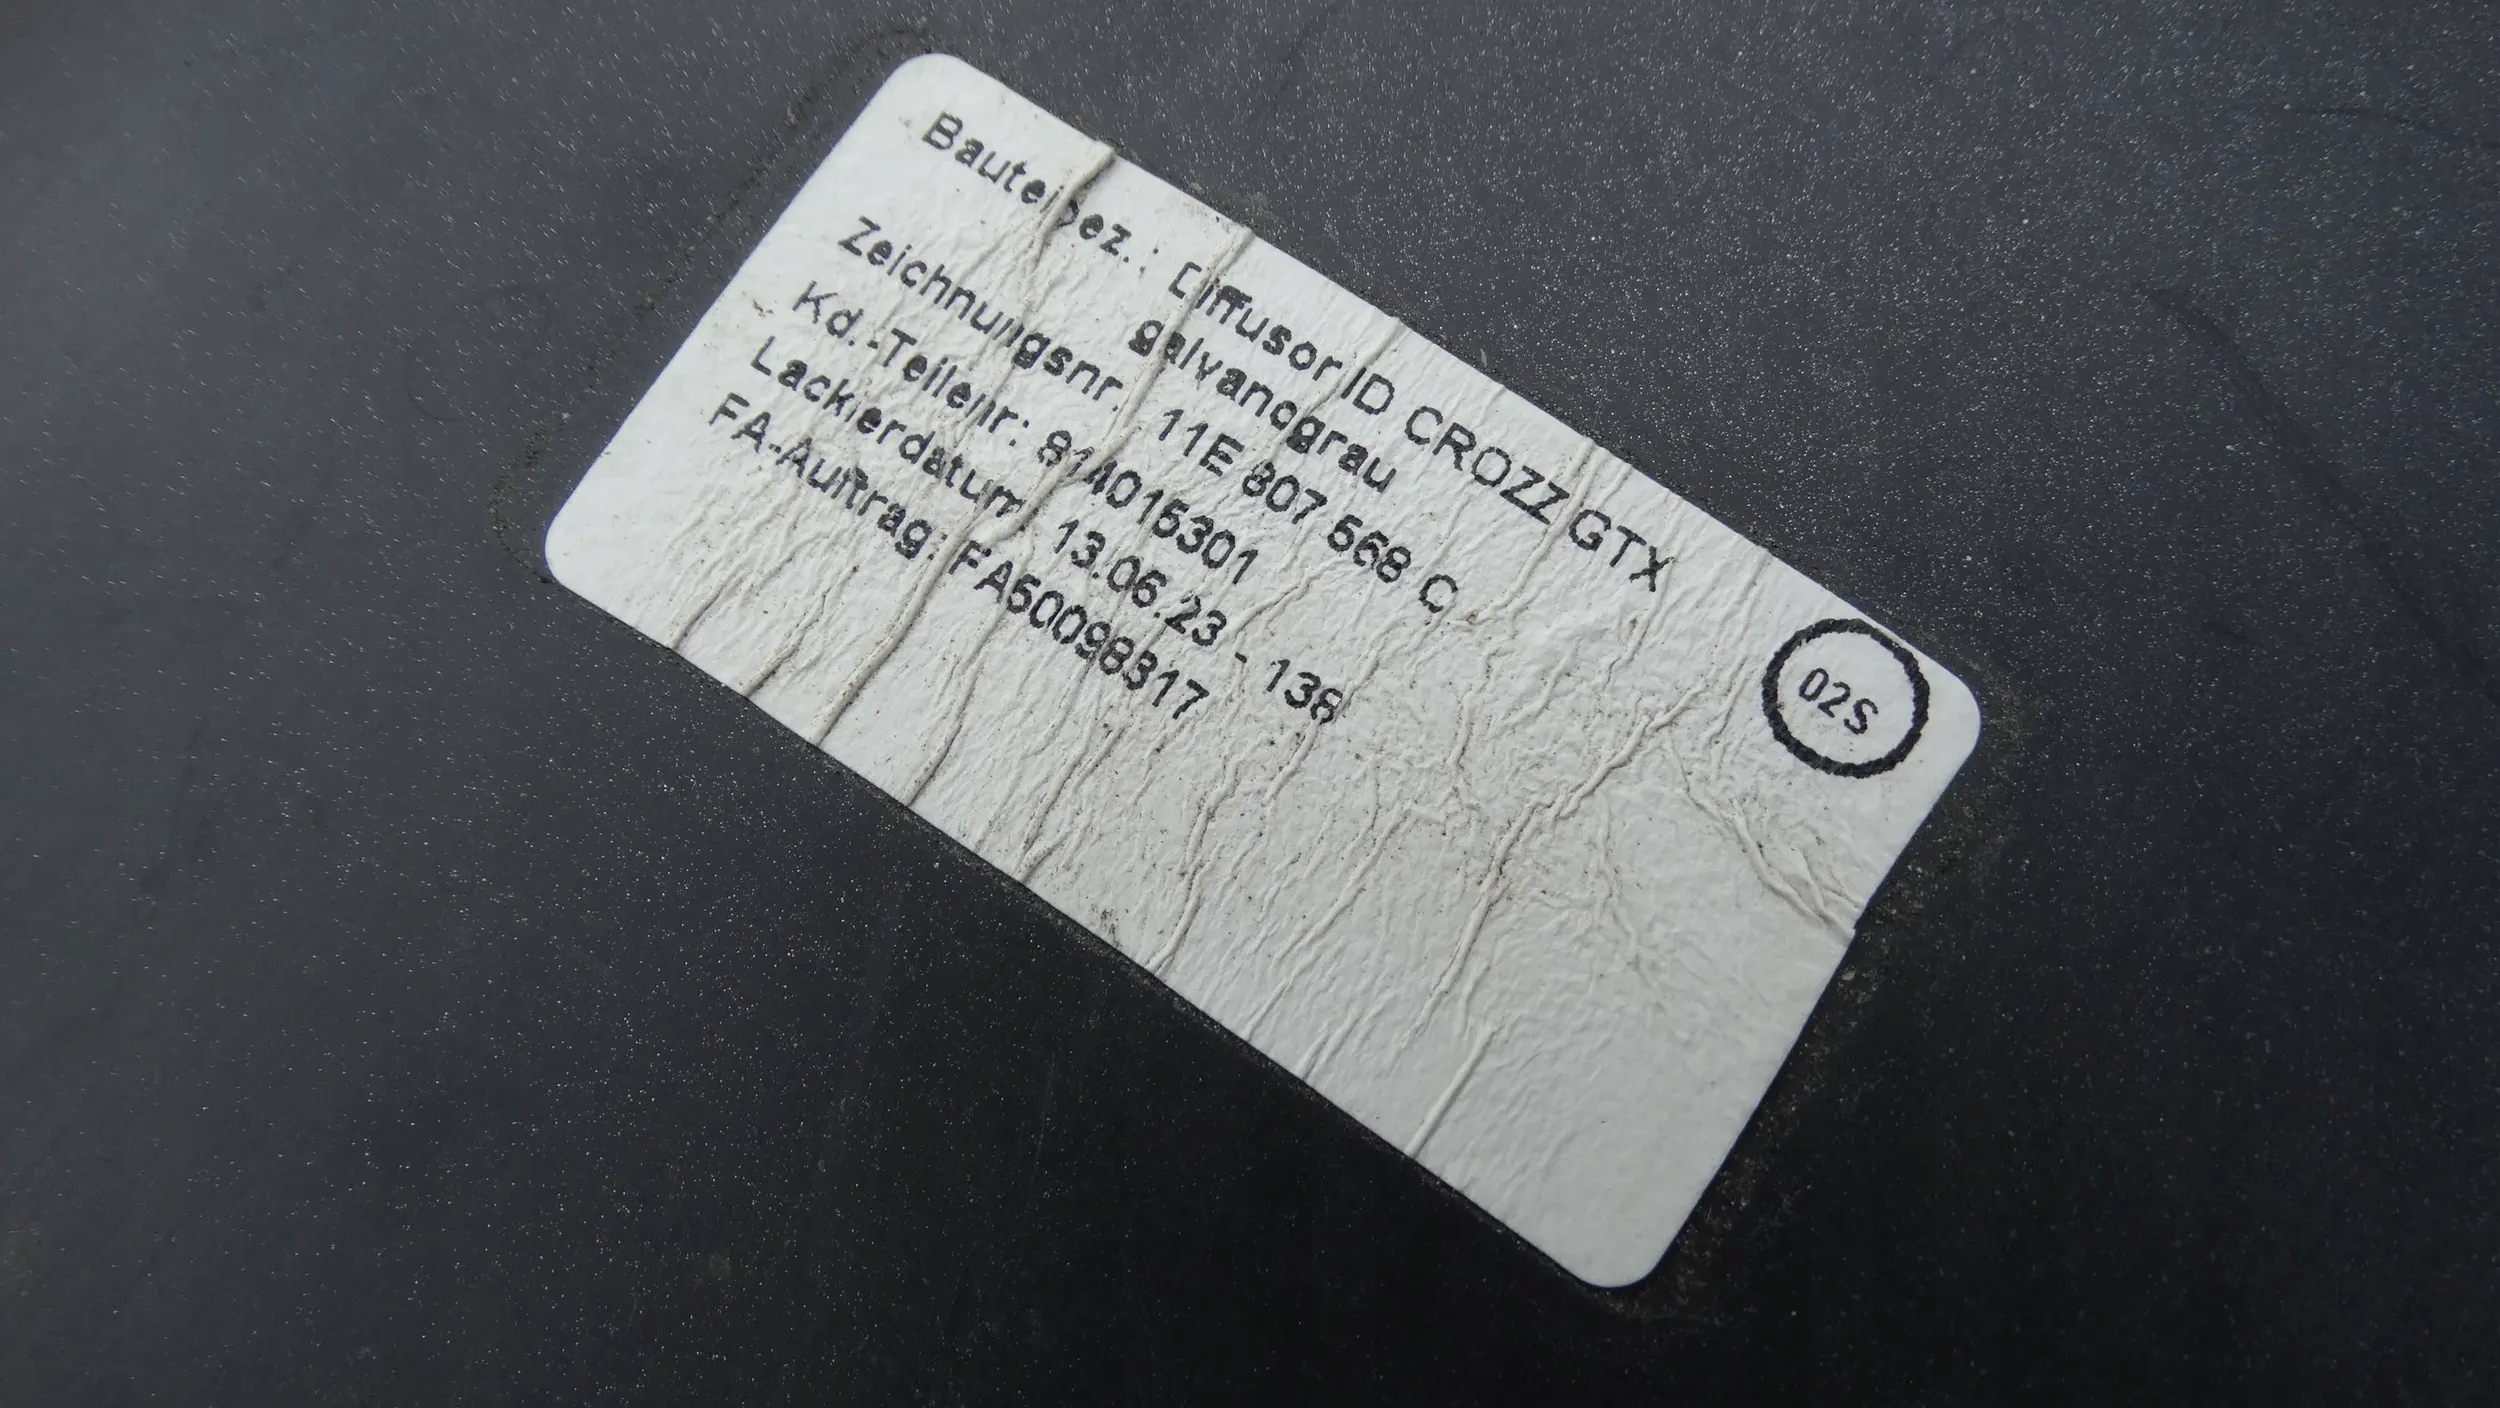 Bauteilbez.: Diffusor ID CROZZ GTX
galvanograu
Zeichnungsnr. 11E 807 568 C
Kd.-Teilenr: 814015301
Lackierdatum: 13.06.23 - 138
FA-Auftrag: FA50098317
02S